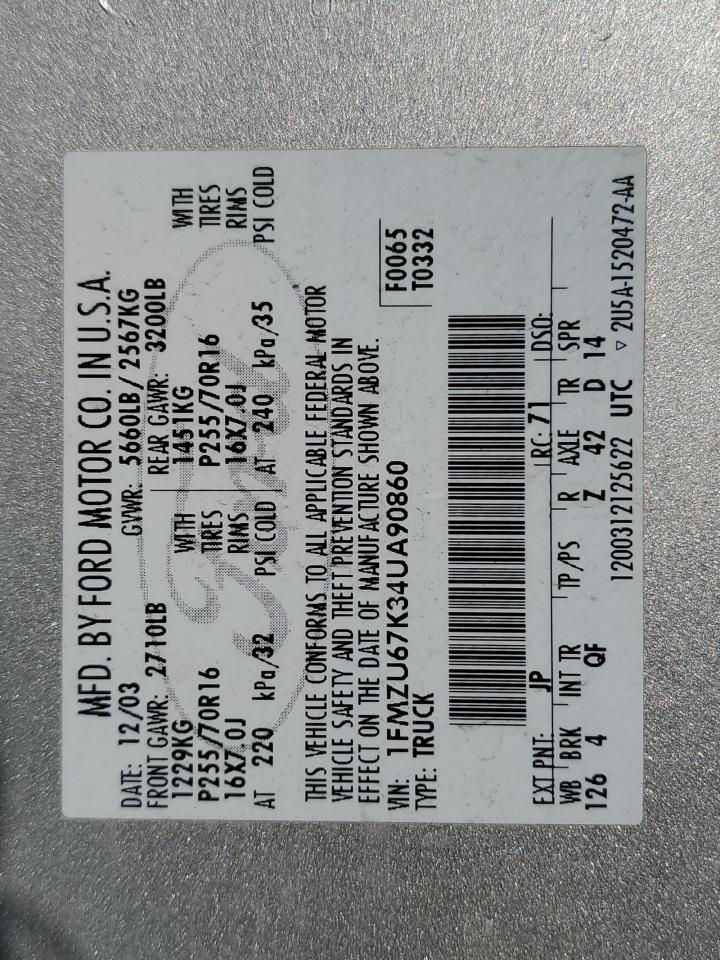 MFD. BY FORD MOTOR CO. IN U.S.A.
DATE: 12/03 GVWR: 5660LB/ 2567KG
FRONT GAWR: 2710LB REAR GAWR: 3200LB
1229KG WITH 1451KG WITH
P255/70R16 TIRES P255/70R16 TIRES
16X7.0J RIMS 16X7.0J RIMS
AT 220 kPa/32 PSI COLD AT 240 kPa/35 PSI COLD
Ford
THIS VEHICLE CONFORMS TO ALL APPLICABLE FEDERAL MOTOR
VEHICLE SAFETY AND THEFT PREVENTION STANDARDS IN
EFFECT ON THE DATE OF MANUFACTURE SHOWN ABOVE.
VIN: 1FMZU67K34UA90860 F0065
TYPE: TRUCK T0332
EXT PNT: JP RC: 71 DSO:
WB BRK INT TR TP/PS R AXLE TR SPR
126 4 QF Z 42 D 14
1200312125622 UTC ▽ 2U5A-1520472-AA